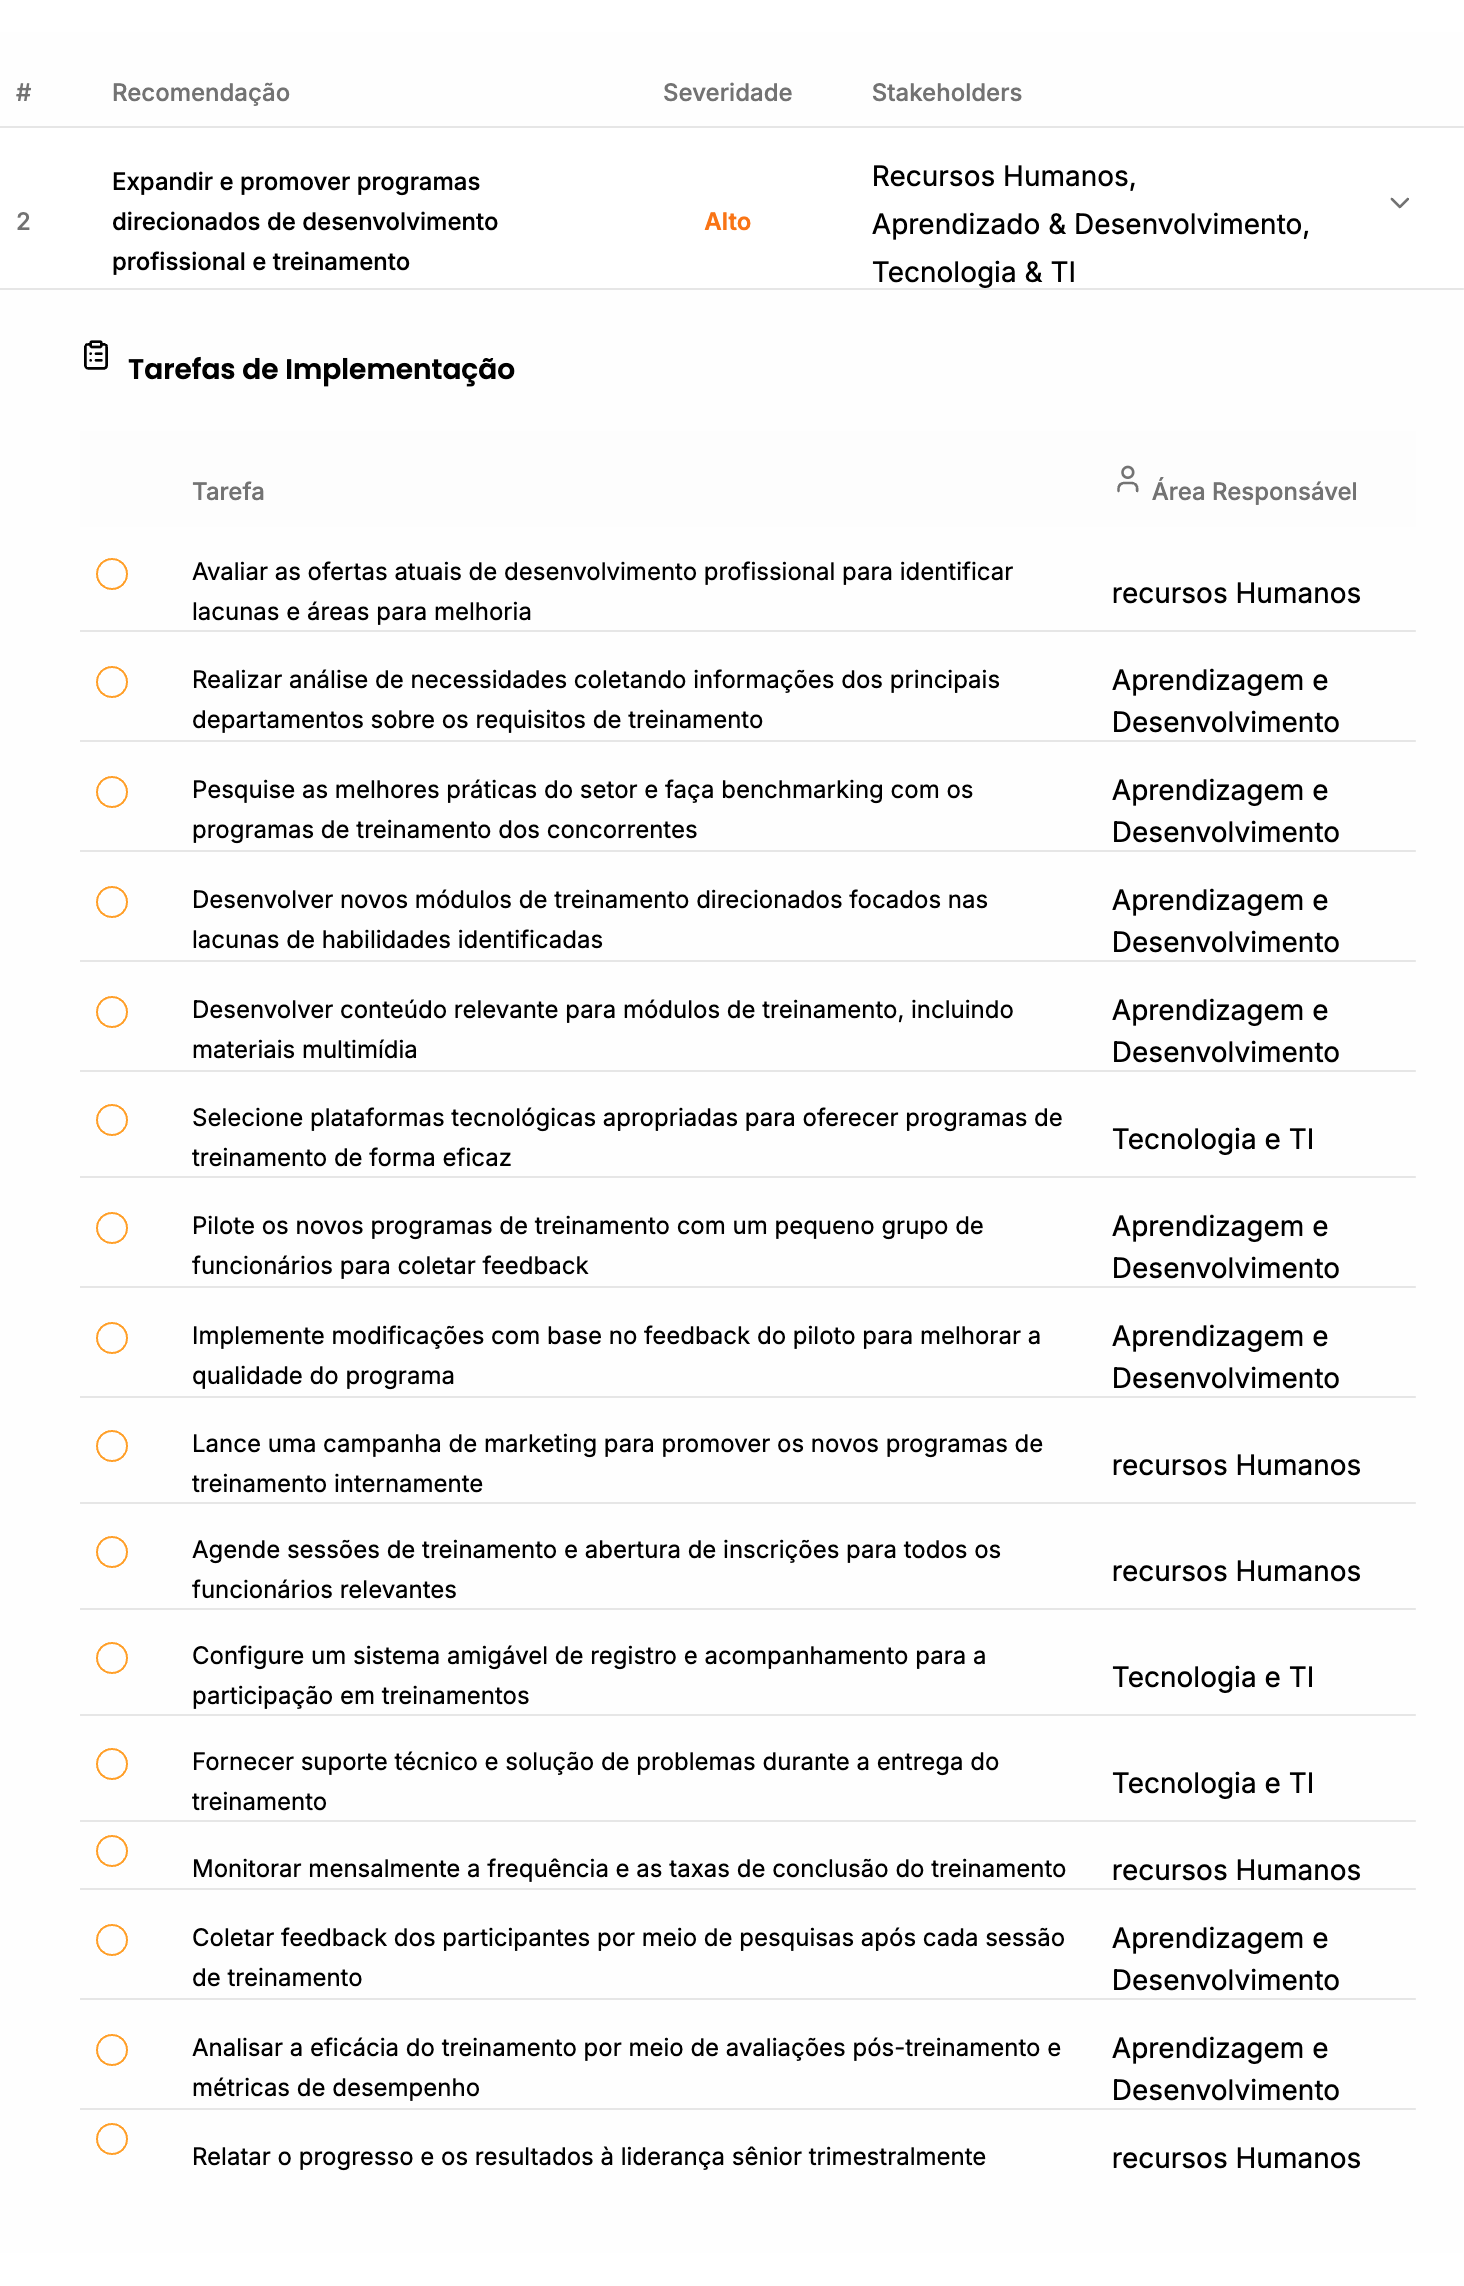 # Recomendação Severidade Stakeholders
2
Expandir e promover programas
direcionados de desenvolvimento
profissional e treinamento
Alto
Recursos Humanos,
Aprendizado & Desenvolvimento,
Tecnologia & TI
Tarefas de Implementação
Tarefa Área Responsável
Avaliar as ofertas atuais de desenvolvimento profissional para identificar
lacunas e áreas para melhoria
recursos Humanos
Realizar análise de necessidades coletando informações dos principais
departamentos sobre os requisitos de treinamento
Aprendizagem e
Desenvolvimento
Pesquise as melhores práticas do setor e faça benchmarking com os
programas de treinamento dos concorrentes
Aprendizagem e
Desenvolvimento
Desenvolver novos módulos de treinamento direcionados focados nas
lacunas de habilidades identificadas
Aprendizagem e
Desenvolvimento
Desenvolver conteúdo relevante para módulos de treinamento, incluindo
materiais multimídia
Aprendizagem e
Desenvolvimento
Selecione plataformas tecnológicas apropriadas para oferecer programas de
treinamento de forma eficaz
Tecnologia e TI
Pilote os novos programas de treinamento com um pequeno grupo de
funcionários para coletar feedback
Aprendizagem e
Desenvolvimento
Implemente modificações com base no feedback do piloto para melhorar a
qualidade do programa
Aprendizagem e
Desenvolvimento
Lance uma campanha de marketing para promover os novos programas de
treinamento internamente
recursos Humanos
Agende sessões de treinamento e abertura de inscrições para todos os
funcionários relevantes
recursos Humanos
Configure um sistema amigável de registro e acompanhamento para a
participação em treinamentos
Tecnologia e TI
Fornecer suporte técnico e solução de problemas durante a entrega do
treinamento
Tecnologia e TI
Monitorar mensalmente a frequência e as taxas de conclusão do treinamento
recursos Humanos
Coletar feedback dos participantes por meio de pesquisas após cada sessão
de treinamento
Aprendizagem e
Desenvolvimento
Analisar a eficácia do treinamento por meio de avaliações pós-treinamento e
métricas de desempenho
Aprendizagem e
Desenvolvimento
Relatar o progresso e os resultados à liderança sênior trimestralmente
recursos Humanos